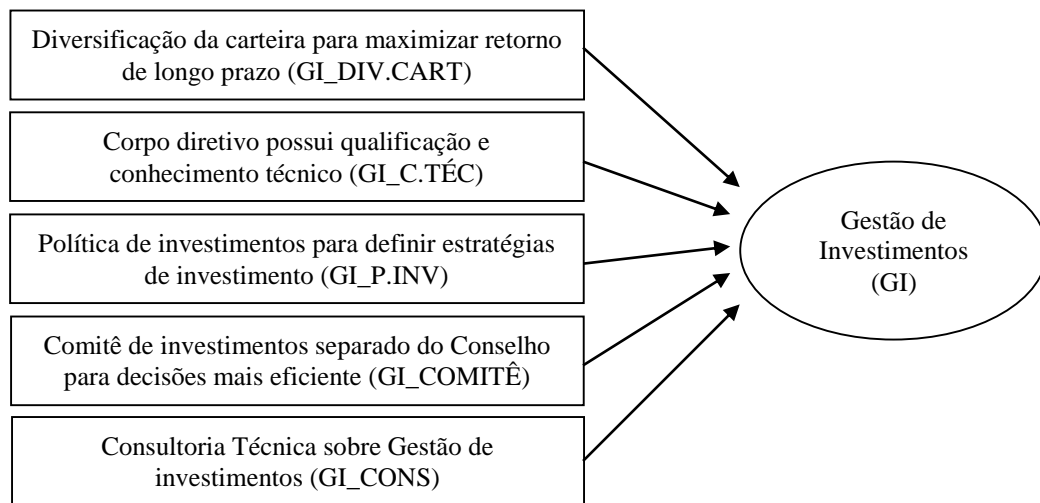 Diversificação da carteira para maximizar retorno
de longo prazo (GI_DIV.CART)
Corpo diretivo possui qualificação e
conhecimento técnico (GI_C.TÉC)
Política de investimentos para definir estratégias
de investimento (GI_P.INV)
Comitê de investimentos separado do Conselho
para decisões mais eficiente (GI_COMITÊ)
Consultoria Técnica sobre Gestão de
investimentos (GI_CONS)
Gestão de
Investimentos
(GI)